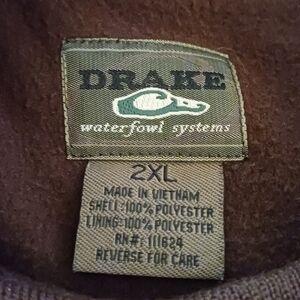 DRAKE
waterfowl systems
2XL
MADE IN VIETNAM
SHELL: 100% POLYESTER
LINING: 100% POLYESTER
RN#: 111624
REVERSE FOR CARE